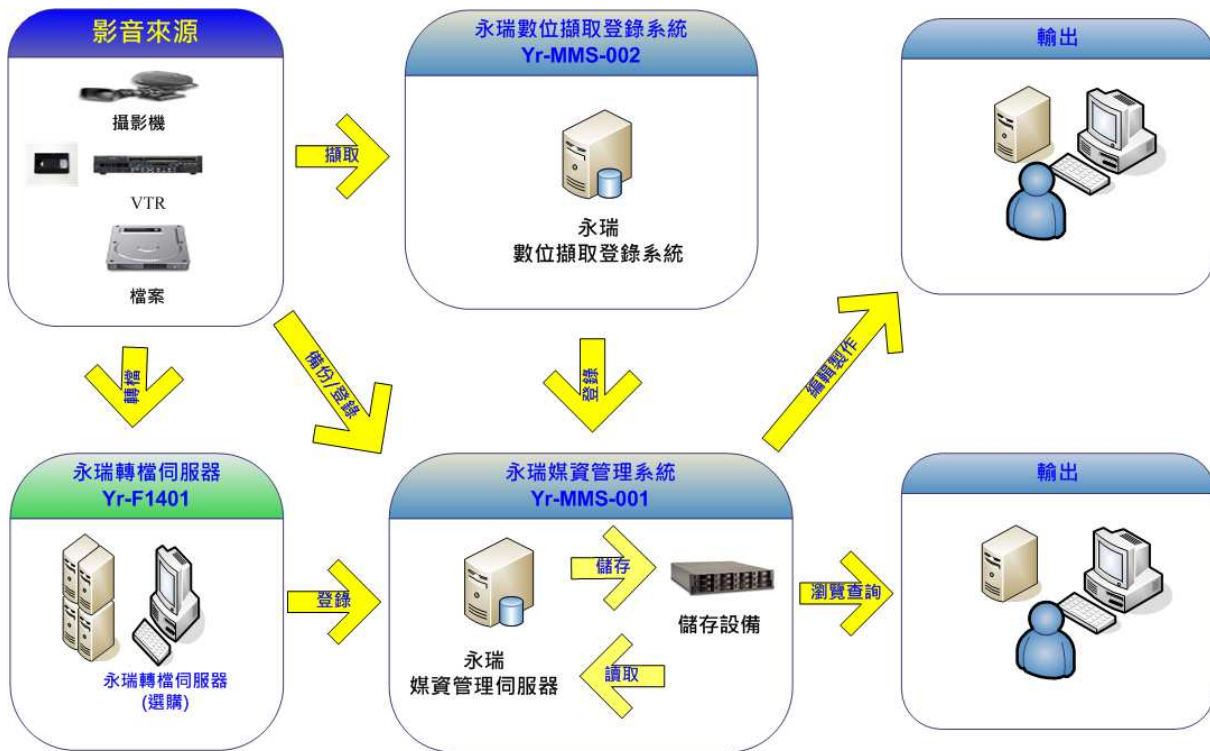 影音來源
攝影機
VTR
檔案
擷取
永瑞數位擷取登錄系統
Yr-MMS-002
永瑞
數位擷取登錄系統
輸出
轉檔
備份/登錄
登錄
編輯製作
永瑞轉檔伺服器
Yr-F1401
永瑞轉檔伺服器
(選購)
登錄
永瑞媒資管理系統
Yr-MMS-001
永瑞
媒資管理伺服器
儲存
儲存設備
讀取
瀏覽查詢
輸出